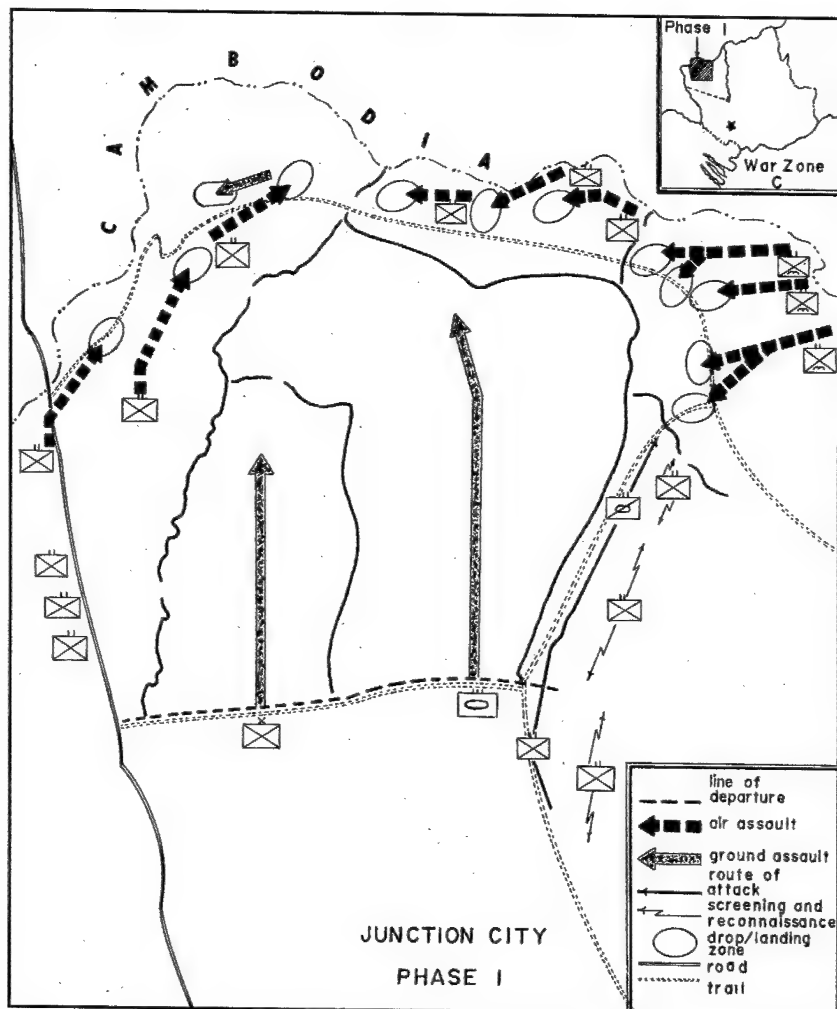 Phase I
War Zone
C
C A M B O D I A
JUNCTION CITY
PHASE I
line of
departure
air assault
ground assault
route of
attack
screening and
reconnaissance
drop/landing
zone
road
trail